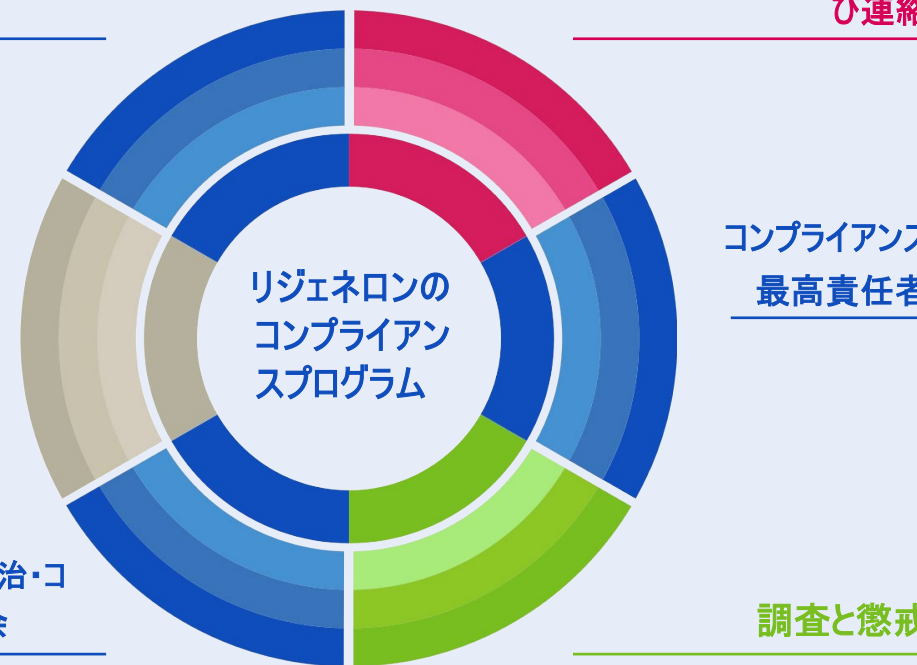 び連絡
コンプライアンス
最高責任者
リジェネロンの
コンプライアン
スプログラム
治・コ
会
調査と懲戒